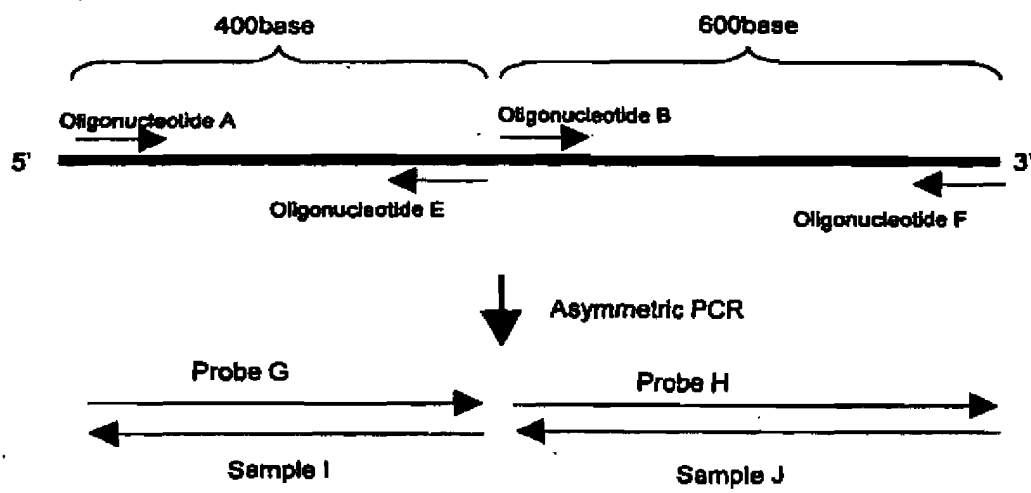 400base
600base
Oligonucleotide A
Oligonucleotide B
5'
3'
Oligonucleotide E
Oligonucleotide F
Asymmetric PCR
Probe G
Probe H
Sample I
Sample J